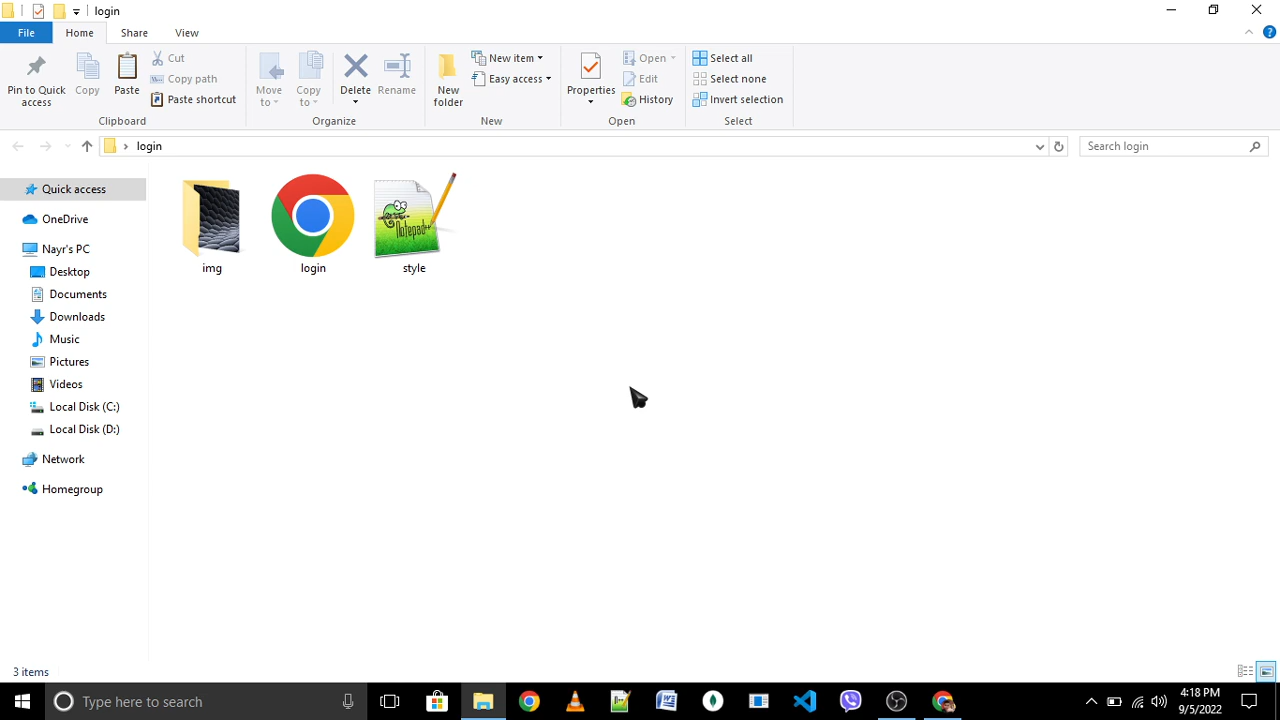 login
File Home Share View
Pin to Quick access
Copy
Paste
Cut
Copy path
Paste shortcut
Clipboard
Move to
Copy to
Delete
Rename
Organize
New folder
New item
Easy access
New
Properties
Open
Edit
History
Open
Select all
Select none
Invert selection
Select
login
Search login
Quick access
OneDrive
Nayr's PC
Desktop
Documents
Downloads
Music
Pictures
Videos
Local Disk (C:)
Local Disk (D:)
Network
Homegroup
img
login
Notepad++
style
3 items
Type here to search
4:18 PM
9/5/2022